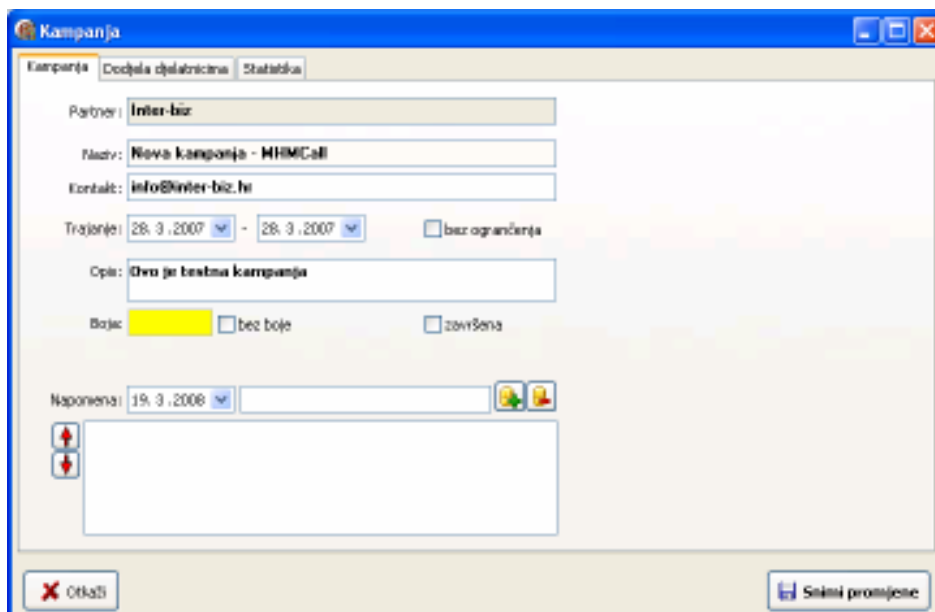 Kampanja
Kampanja Dodjela djelatnicima Statistika
Partner: Inter-biz
Naziv: Nova kampanja - MHMCall
Kontakt: info@inter-biz.hr
Trajanje: 28. 3 .2007 - 28. 3 .2007 bez ograničenja
Opis: Ovo je testna kampanja
Boja: bez boje završena
Napomena: 19. 3 .2008
Otkaži Snimi promjene